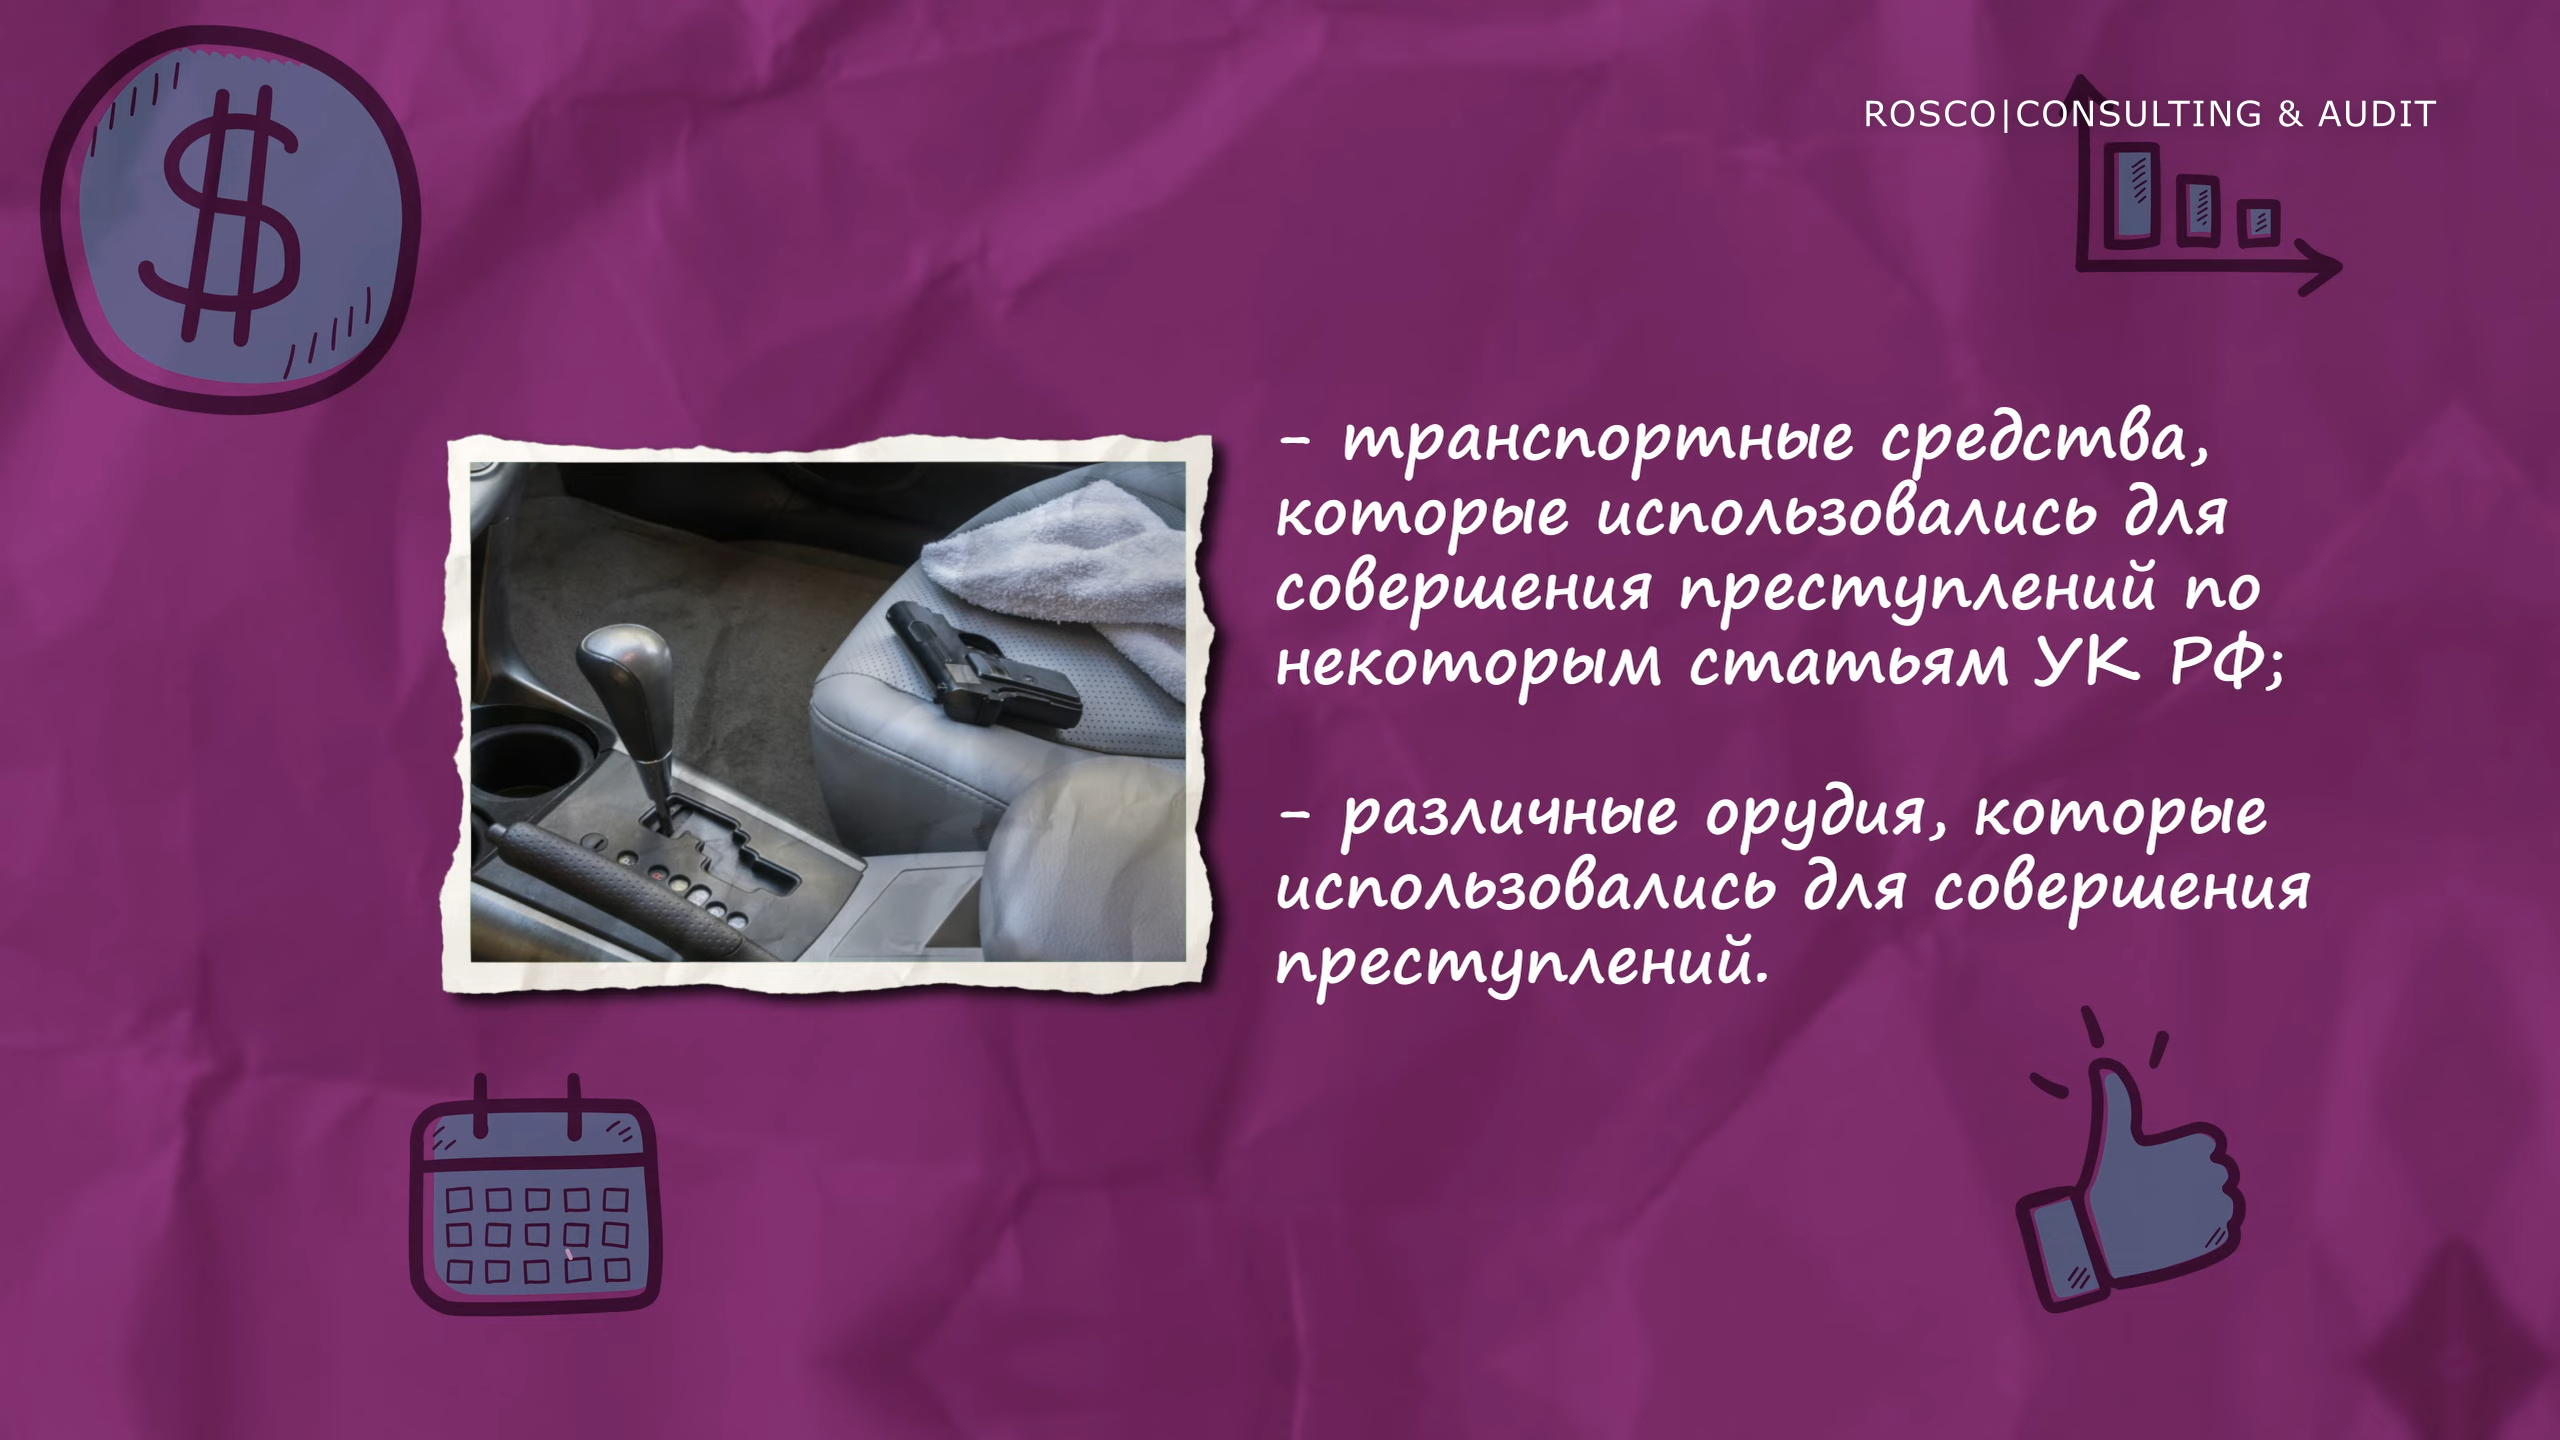 ROSCO|CONSULTING & AUDIT
- транспортные средства,
которые использовались для
совершения преступлений по
некоторым статьям УК РФ;
- различные орудия, которые
использовались для совершения
преступлений.